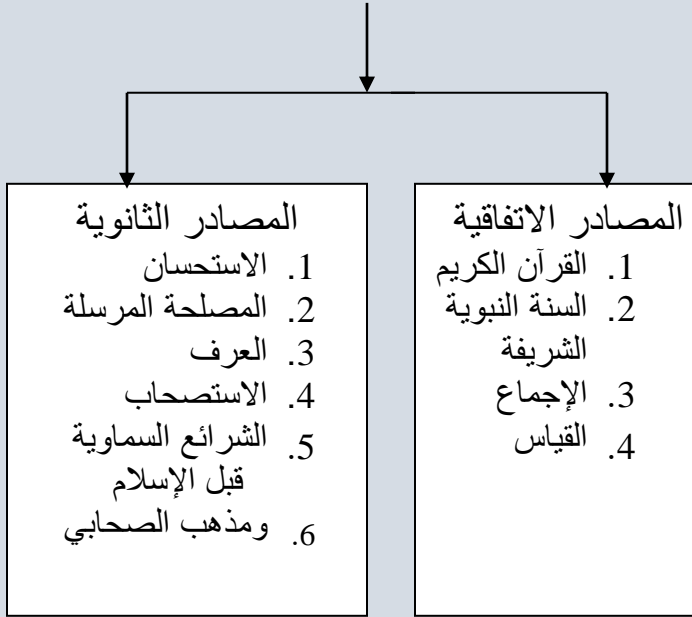 المصادر الاتفاقية
1. القرآن الكريم
2. السنة النبوية
الشريفة
3. الإجماع
4. القياس
المصادر الثانوية
1. الاستحسان
2. المصلحة المرسلة
3. العرف
4. الاستصحاب
5. الشرائع السماوية
قبل الإسلام
6. ومذهب الصحابي